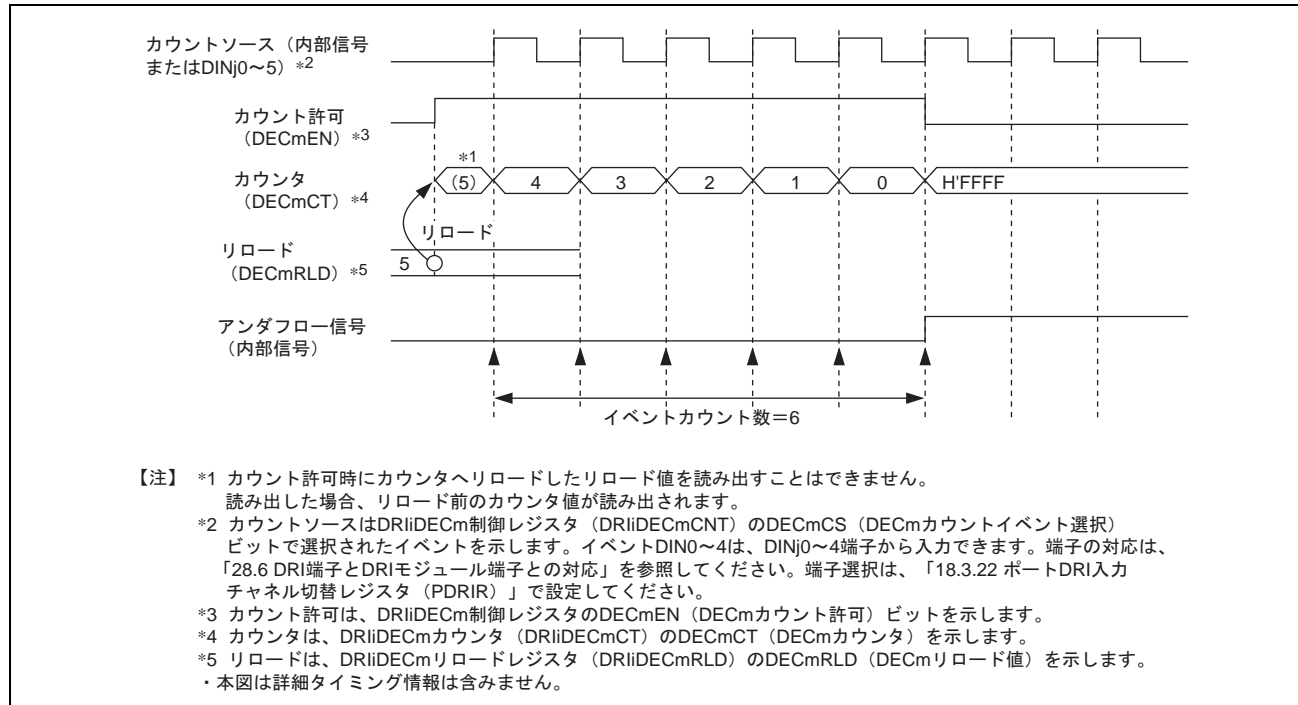 カウントソース（内部信号
またはDINj0～5）*2
カウント許可
（DECmEN）*3
*1
カウンタ
（DECmCT）*4
(5) 4 3 2 1 0 H'FFFF
リロード
リロード
（DECmRLD）*5
5
アンダフロー信号
（内部信号）
イベントカウント数＝6
【注】 *1 カウント許可時にカウンタへリロードしたリロード値を読み出すことはできません。
読み出した場合、リロード前のカウンタ値が読み出されます。
*2 カウントソースはDRIiDECm制御レジスタ（DRIiDECmCNT）のDECmCS（DECmカウントイベント選択）
ビットで選択されたイベントを示します。イベントDIN0～4は、DINj0～4端子から入力できます。端子の対応は、
「28.6 DRI端子とDRIモジュール端子との対応」を参照してください。端子選択は、「18.3.22 ポートDRI入力
チャネル切替レジスタ（PDRIR）」で設定してください。
*3 カウント許可は、DRIiDECm制御レジスタのDECmEN（DECmカウント許可）ビットを示します。
*4 カウンタは、DRIiDECmカウンタ（DRIiDECmCT）のDECmCT（DECmカウンタ）を示します。
*5 リロードは、DRIiDECmリロードレジスタ（DRIiDECmRLD）のDECmRLD（DECmリロード値）を示します。
・本図は詳細タイミング情報は含みません。